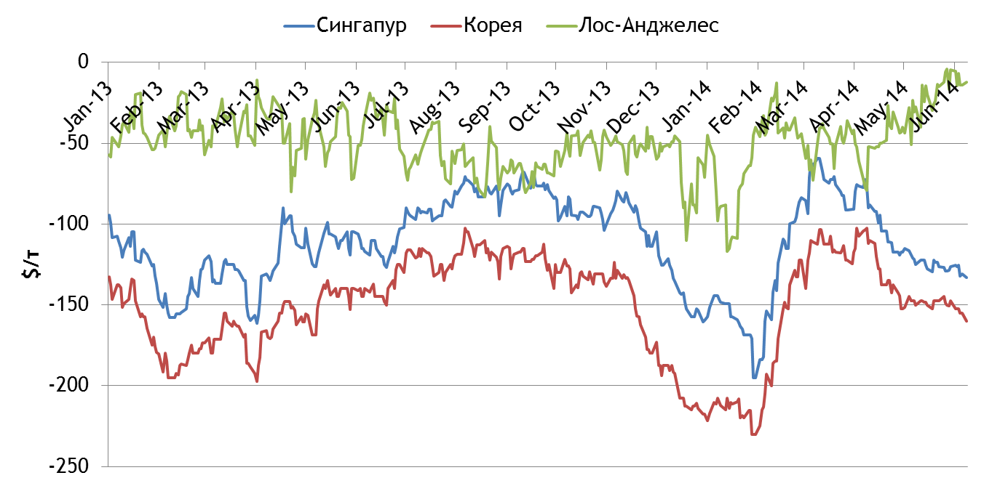 Сингапур Корея Лос-Анджелес
0
-50
-100
-150
-200
-250
$/т
Jan-13
Feb-13
Mar-13
Apr-13
May-13
Jun-13
Jul-13
Aug-13
Sep-13
Oct-13
Nov-13
Dec-13
Jan-14
Feb-14
Mar-14
Apr-14
May-14
Jun-14